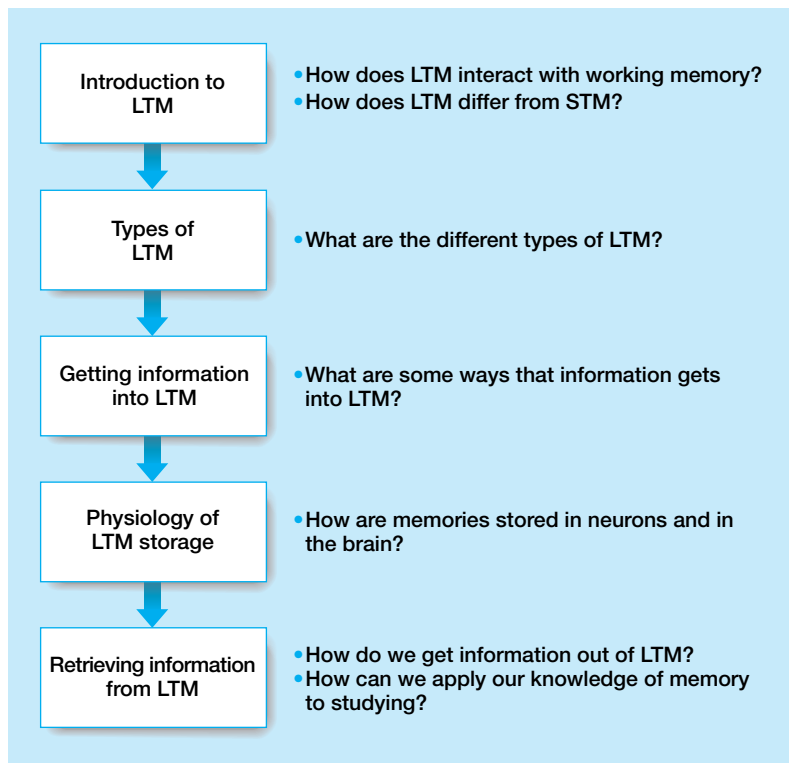 Introduction to
LTM
•How does LTM interact with working memory?
•How does LTM differ from STM?
Types of
LTM
•What are the different types of LTM?
Getting information
into LTM
•What are some ways that information gets
into LTM?
Physiology of
LTM storage
•How are memories stored in neurons and in
the brain?
Retrieving information
from LTM
•How do we get information out of LTM?
•How can we apply our knowledge of memory
to studying?